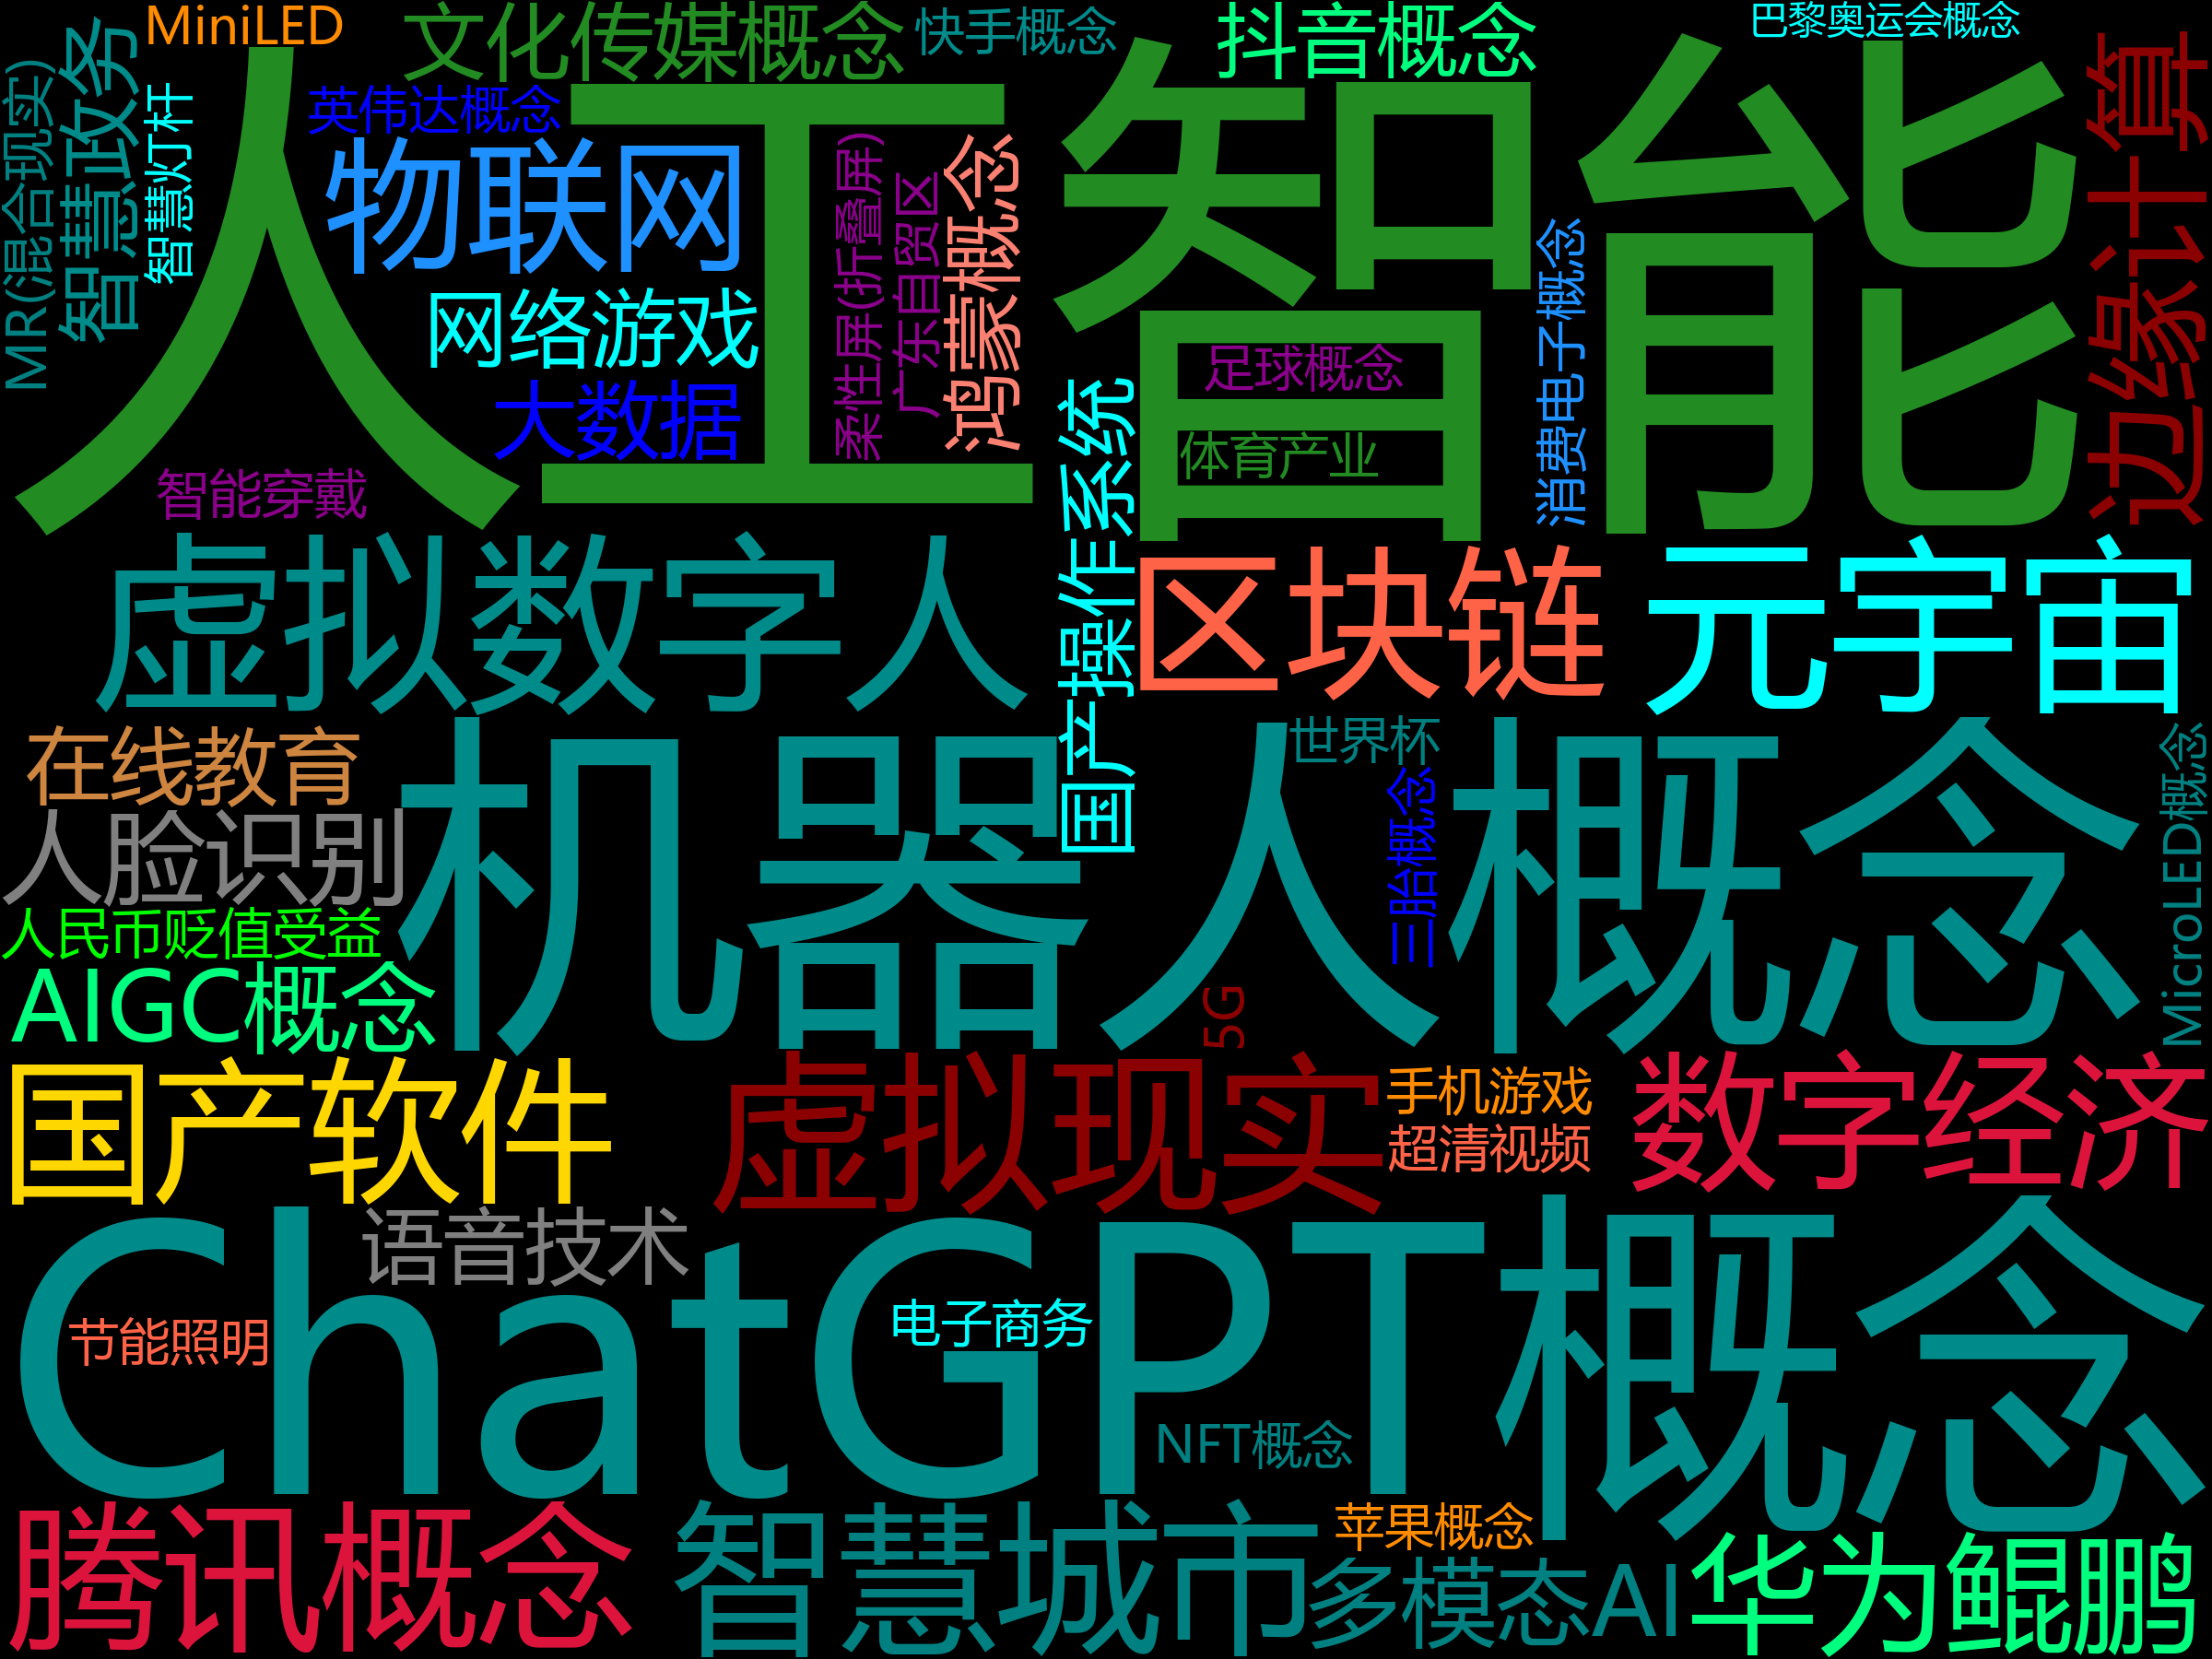 MiniLED
文化传媒概念
快手概念
抖音概念
巴黎奥运会概念
人工智能
MR(混合现实)
智慧政务
智慧灯杆
英伟达概念
物联网
网络游戏
大数据
智能穿戴
柔性屏(折叠屏)
广东自贸区
鸿蒙概念
足球概念
体育产业
消费电子概念
边缘计算
虚拟数字人
国产操作系统
区块链
元宇宙
在线教育
人脸识别
人民币贬值受益
AIGC概念
机器人概念
世界杯
三胎概念
5G
MicroLED概念
国产软件
虚拟现实
手机游戏
超清视频
数字经济
语音技术
ChatGPT概念
节能照明
电子商务
NFT概念
腾讯概念
智慧城市
苹果概念
多模态AI
华为鲲鹏